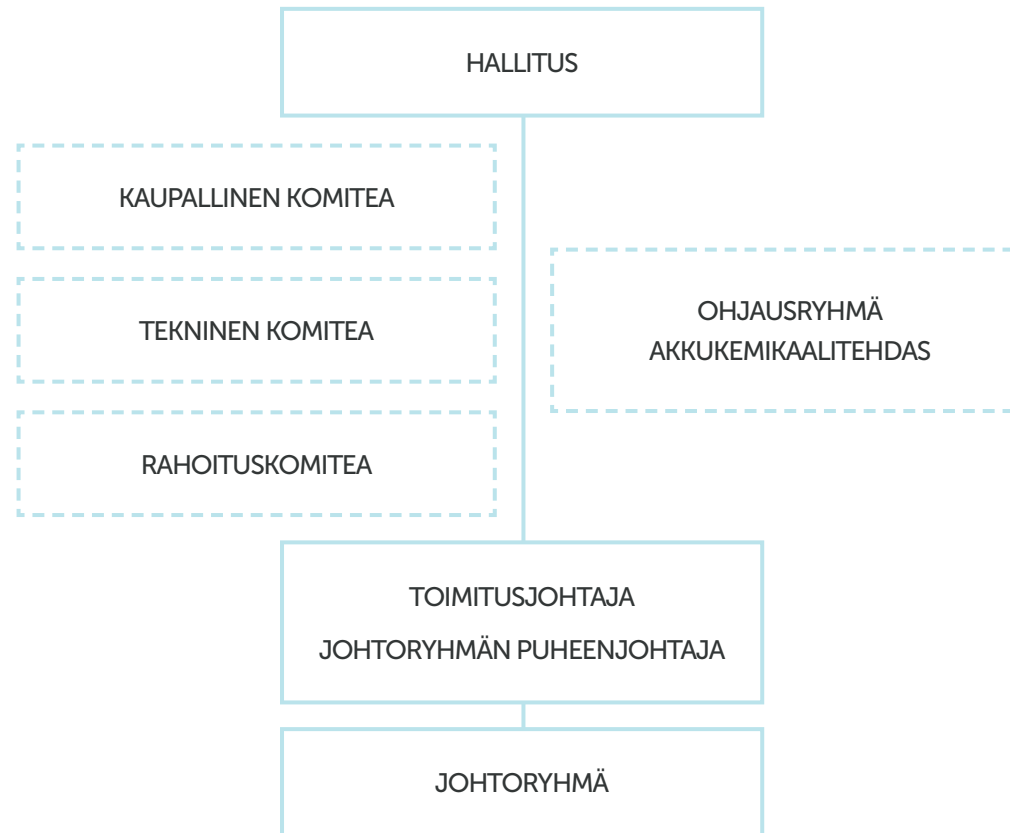 HALLITUS
KAUPALLINEN KOMITEA
TEKNINEN KOMITEA
RAHOITUSKOMITEA
OHJAUSRYHMÄ
AKKUKEMIKAALITEHDAS
TOIMITUSJOHTAJA
JOHTORYHMÄN PUHEENJOHTAJA
JOHTORYHMÄ